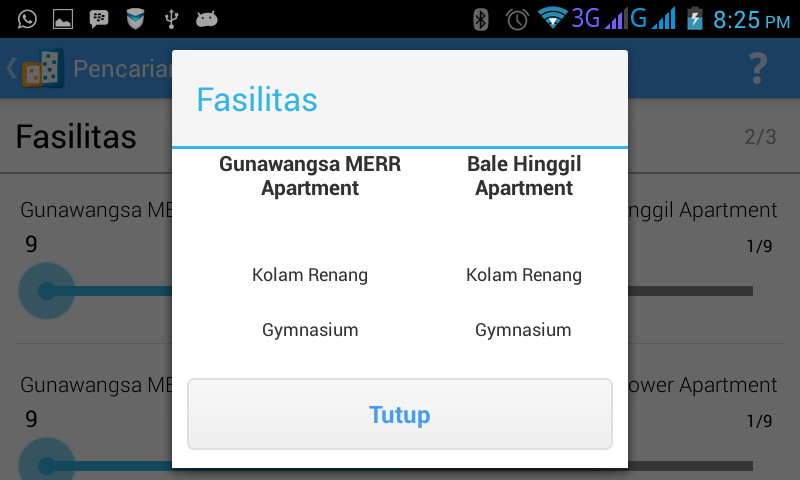 3G G 8:25 PM
Pencarian
?
Fasilitas
2/3
Fasilitas
Gunawangsa MERR Apartment
Bale Hinggil Apartment
Kolam Renang
Kolam Renang
Gymnasium
Gymnasium
Tutup
Gunawangsa ME
nggil Apartment
9
1/9
Gunawangsa ME
ower Apartment
9
1/9